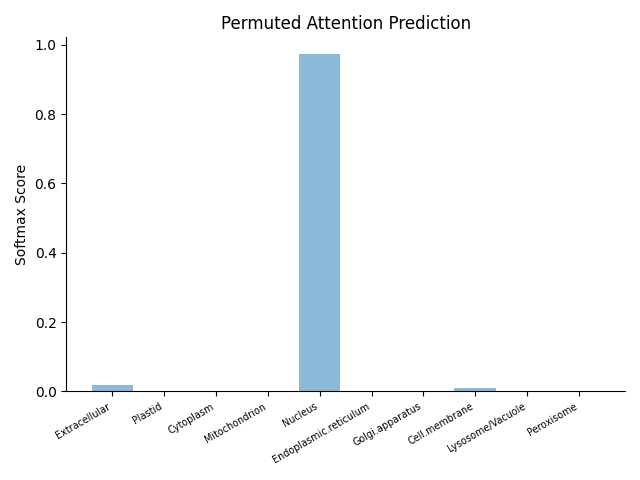 Permuted Attention Prediction
Softmax Score
1.0
0.8
0.6
0.4
0.2
0.0
Extracellular
Plastid
Cytoplasm
Mitochondrion
Nucleus
Endoplasmic.reticulum
Golgi.apparatus
Cell.membrane
Lysosome/Vacuole
Peroxisome